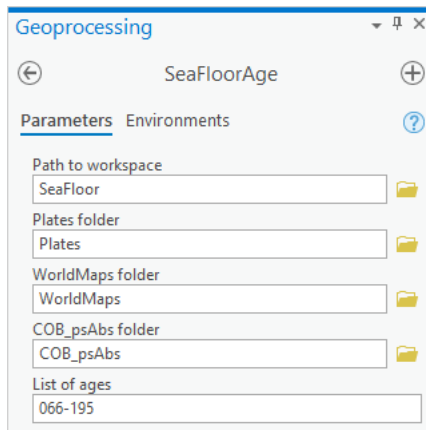 Geoprocessing
SeaFloorAge
Parameters Environments
Path to workspace
SeaFloor
Plates folder
Plates
WorldMaps folder
WorldMaps
COB_psAbs folder
COB_psAbs
List of ages
066-195